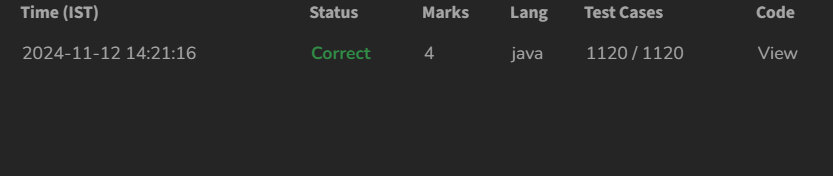 Time (IST) Status Marks Lang Test Cases Code
2024-11-12 14:21:16 Correct 4 java 1120 / 1120 View